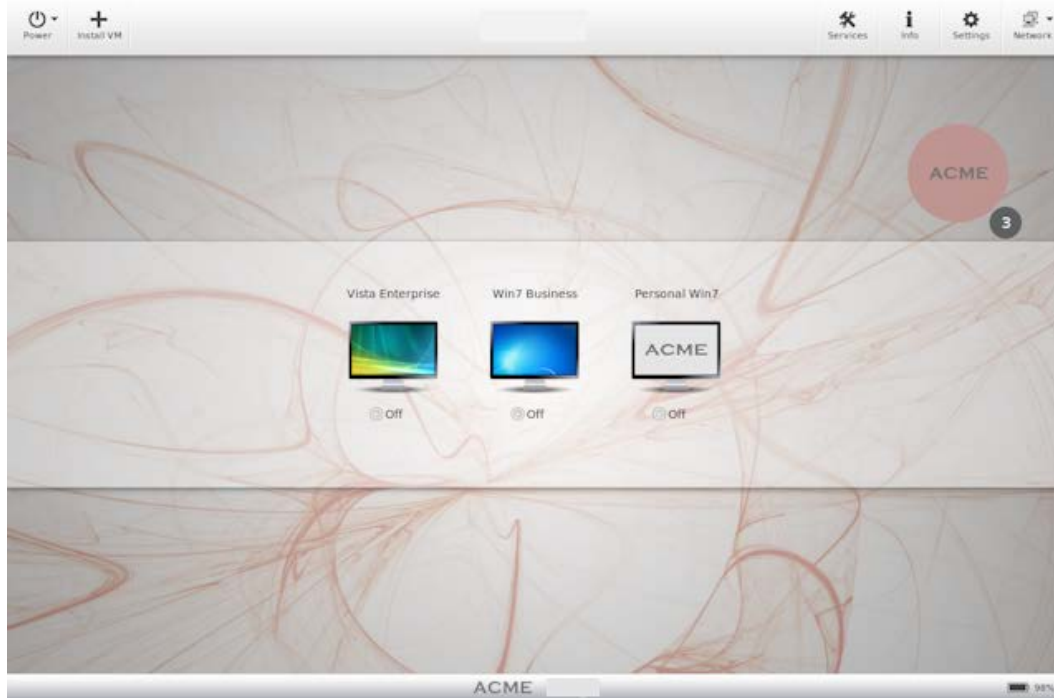 Power
Install VM
Services
Info
Settings
Network
ACME
3
Vista Enterprise
Win7 Business
Personal Win7
ACME
Off
Off
Off
ACME
98%